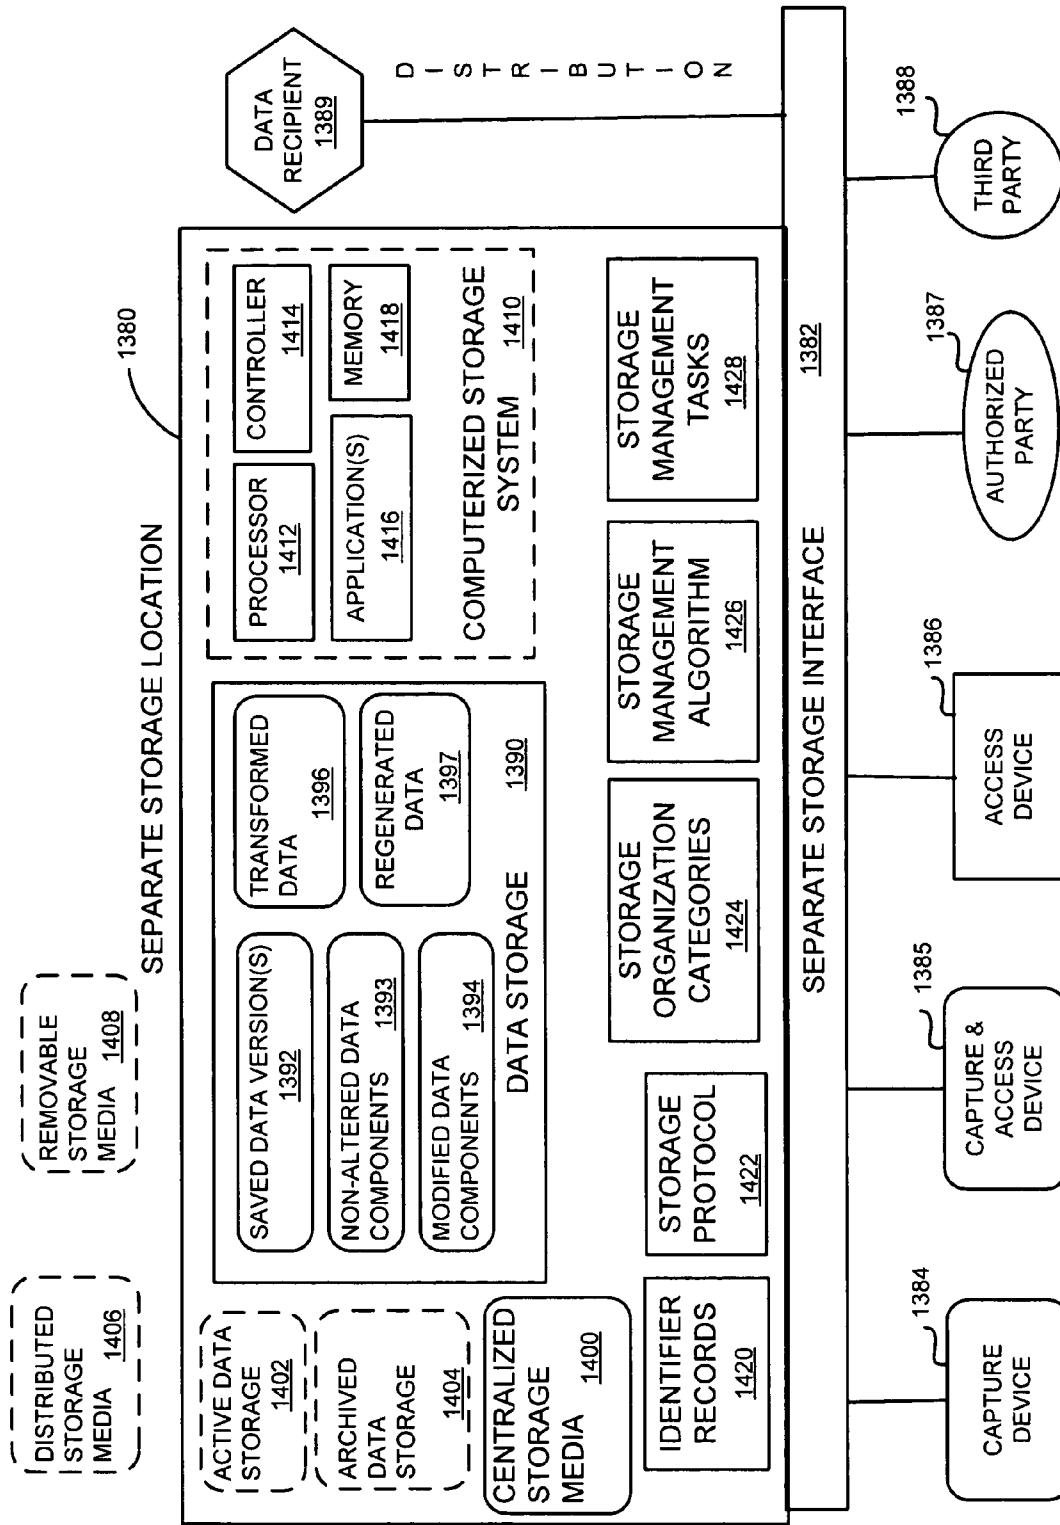 DISTRIBUTED
STORAGE
MEDIA 1406
REMOVABLE
STORAGE
MEDIA 1408
SEPARATE STORAGE LOCATION
1380
ACTIVE DATA
STORAGE
1402
ARCHIVED
DATA
STORAGE 1404
CENTRALIZED
STORAGE
MEDIA 1400
SAVED DATA VERSION(S)
1392
NON-ALTERED DATA
COMPONENTS 1393
MODIFIED DATA
COMPONENTS 1394
TRANSFORMED
DATA
1396
REGENERATED
DATA
1397
DATA STORAGE 1390
PROCESSOR
1412
CONTROLLER
1414
APPLICATION(S)
1416
MEMORY
1418
COMPUTERIZED STORAGE
SYSTEM 1410
DATA
RECIPIENT
1389
DISTRIBUTION
IDENTIFIER
RECORDS
1420
STORAGE
PROTOCOL
1422
STORAGE
ORGANIZATION
CATEGORIES
1424
STORAGE
MANAGEMENT
ALGORITHM
1426
STORAGE
MANAGEMENT
TASKS
1428
SEPARATE STORAGE INTERFACE 1382
1384
CAPTURE
DEVICE
1385
CAPTURE &
ACCESS
DEVICE
1386
ACCESS
DEVICE
1387
AUTHORIZED
PARTY
1388
THIRD
PARTY